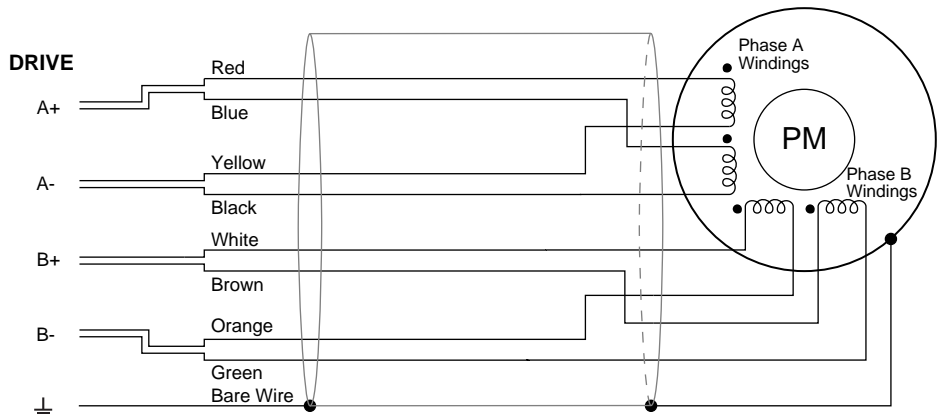 DRIVE
A+
A-
B+
B-
Red
Blue
Yellow
Black
White
Brown
Orange
Green
Bare Wire
Phase A
Windings
PM
Phase B
Windings